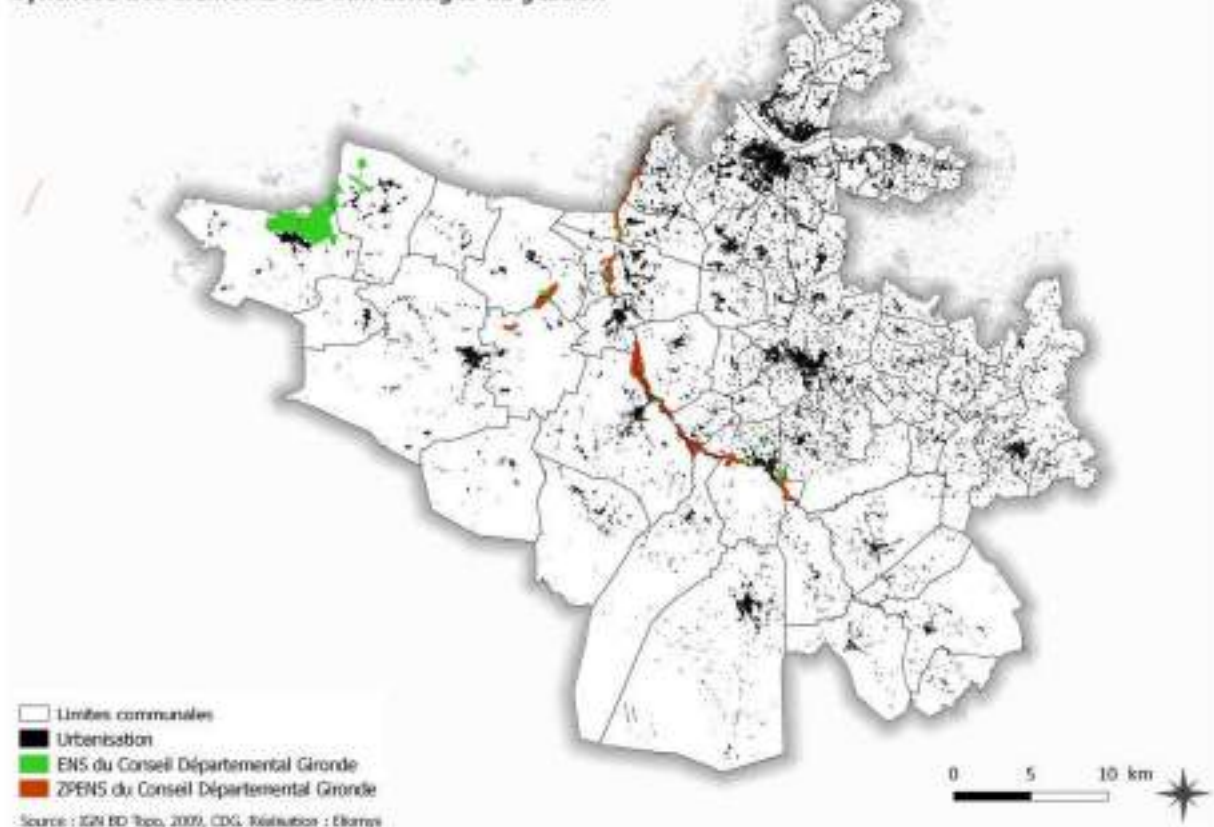 Limites communales
Urbanisation
ENS du Conseil Départemental Gironde
ZPENS du Conseil Départemental Gironde
Source : IGN BD Topo, 2009, CDG, Réalisation :
0 5 10 km